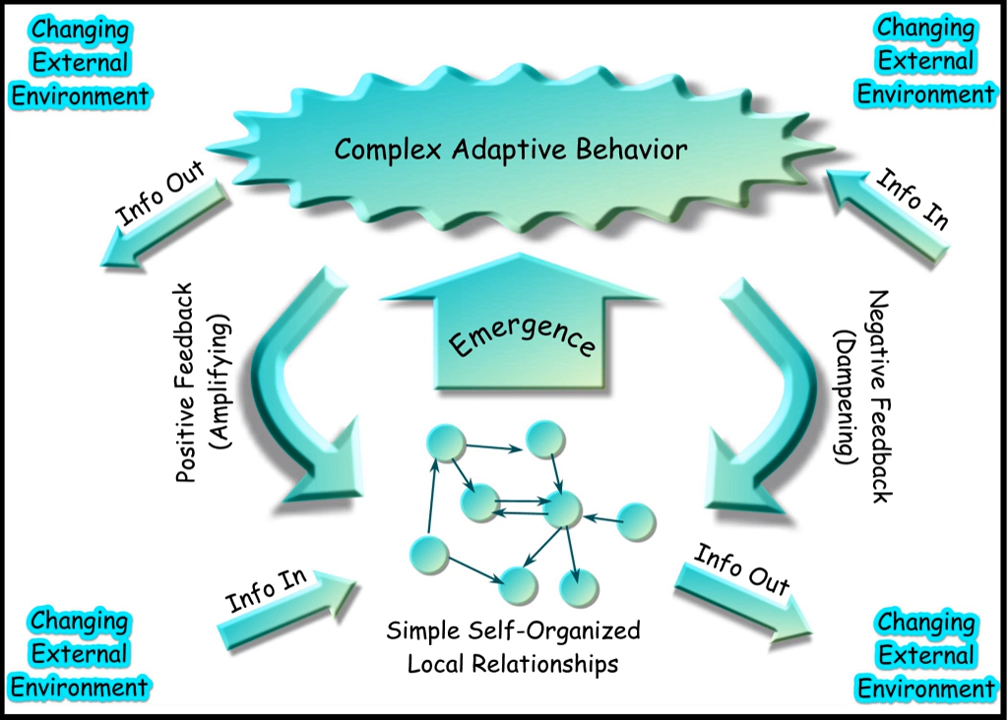 Changing
External
Environment
Changing
External
Environment
Complex Adaptive Behavior
Info Out
Info In
Positive Feedback
(Amplifying)
Emergence
Negative Feedback
(Dampening)
Info In
Info Out
Simple Self-Organized
Local Relationships
Changing
External
Environment
Changing
External
Environment